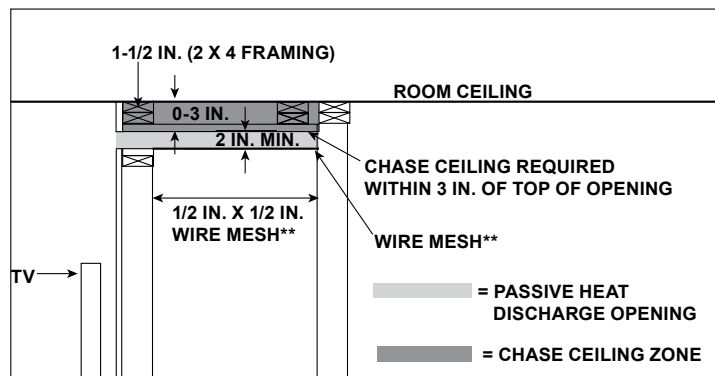 1-1/2 IN. (2 X 4 FRAMING)
ROOM CEILING
0-3 IN.
2 IN. MIN.
CHASE CEILING REQUIRED
WITHIN 3 IN. OF TOP OF OPENING
1/2 IN. X 1/2 IN.
WIRE MESH**
WIRE MESH**
TV
= PASSIVE HEAT
DISCHARGE OPENING
= CHASE CEILING ZONE